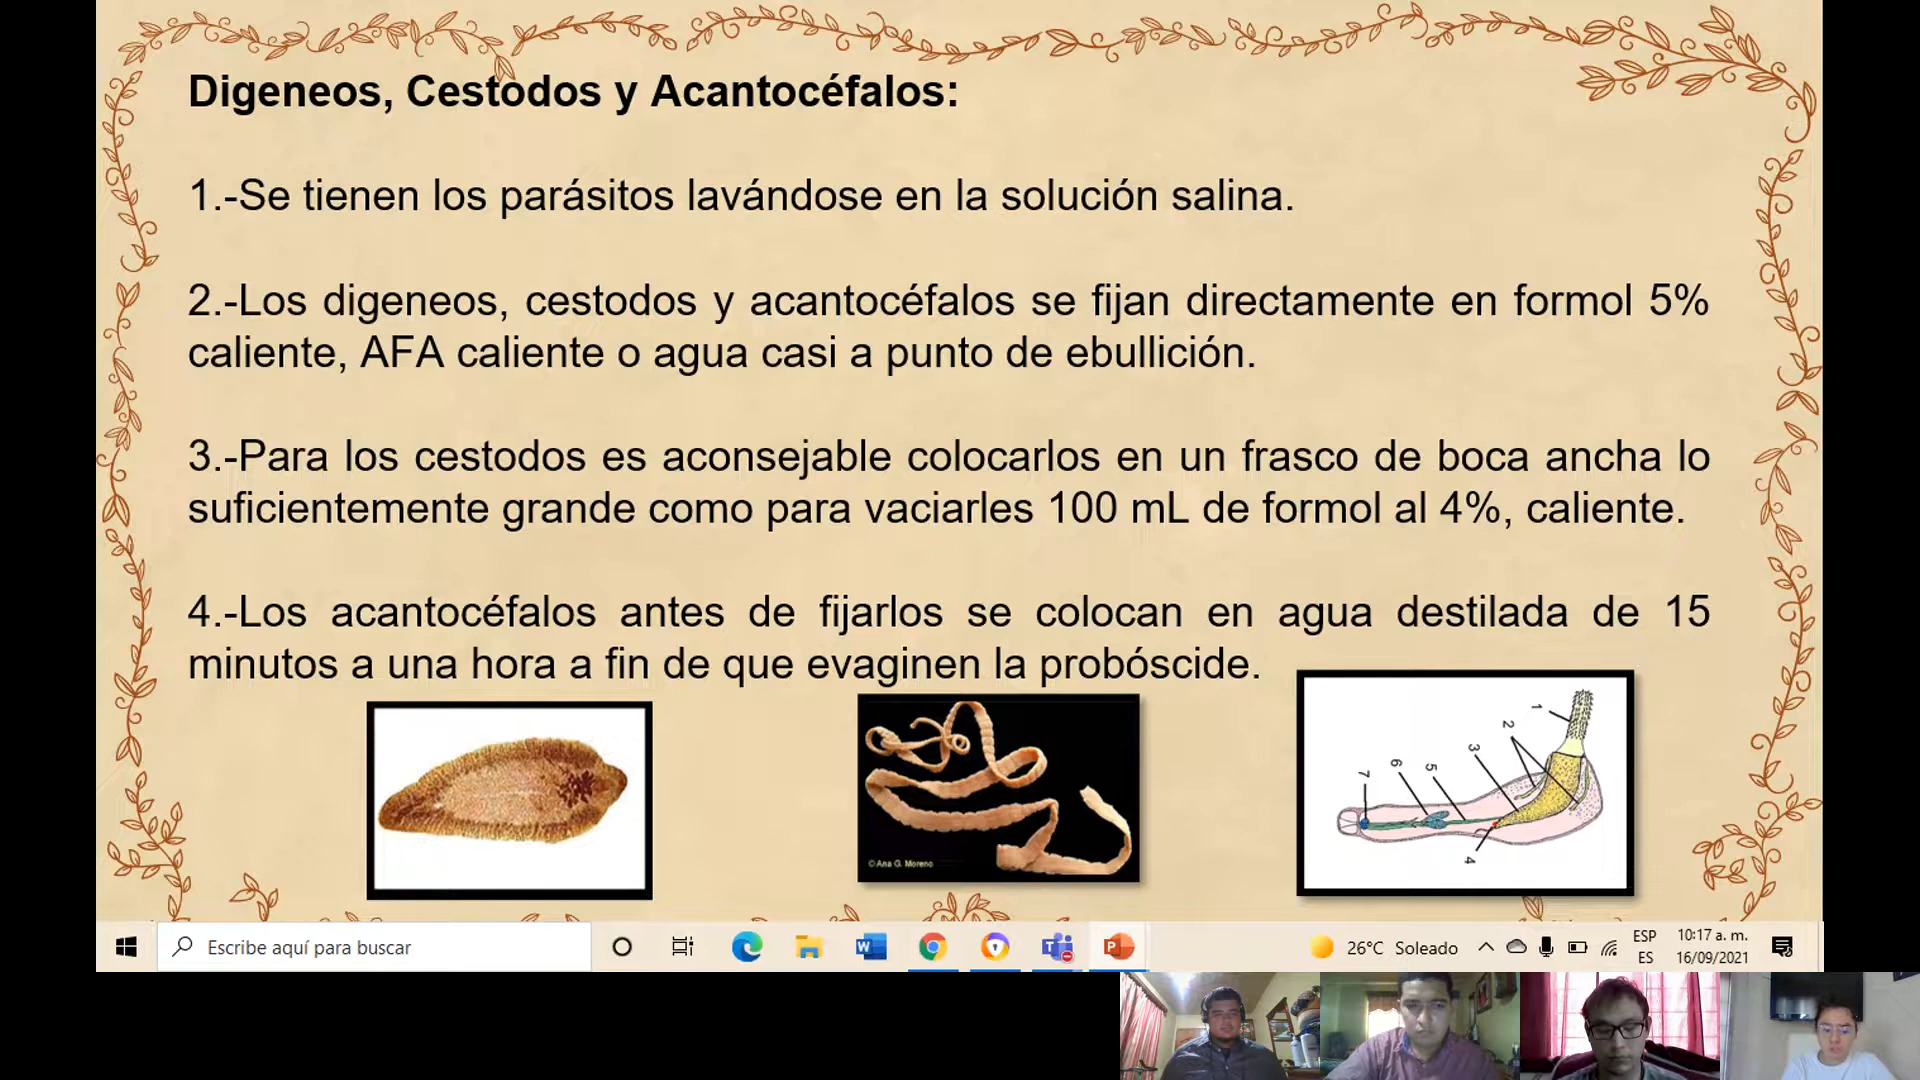 Digeneos, Cestodos y Acantocéfalos:
1.-Se tienen los parásitos lavándose en la solución salina.
2.-Los digeneos, cestodos y acantocéfalos se fijan directamente en formol 5%
caliente, AFA caliente o agua casi a punto de ebullición.
3.-Para los cestodos es aconsejable colocarlos en un frasco de boca ancha lo
suficientemente grande como para vaciarles 100 mL de formol al 4%, caliente.
4.-Los acantocéfalos antes de fijarlos se colocan en agua destilada de 15
minutos a una hora a fin de que evaginen la probóscide.
© Ana G. Moreno
1
2
3
6
5
7
4
Escribe aquí para buscar
26°C Soleado
ESP
ES
10:17 a. m.
16/09/2021